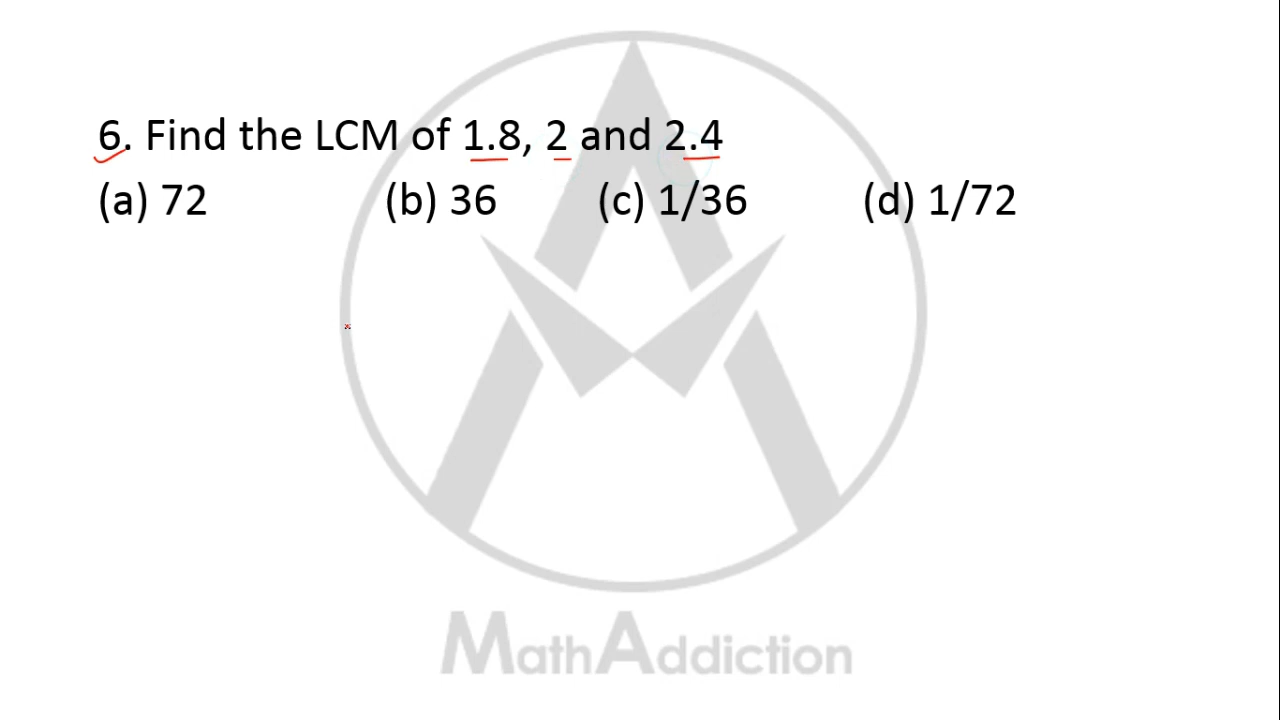 6. Find the LCM of 1.8, 2 and 2.4
(a) 72 (b) 36 (c) 1/36 (d) 1/72
MathAddiction